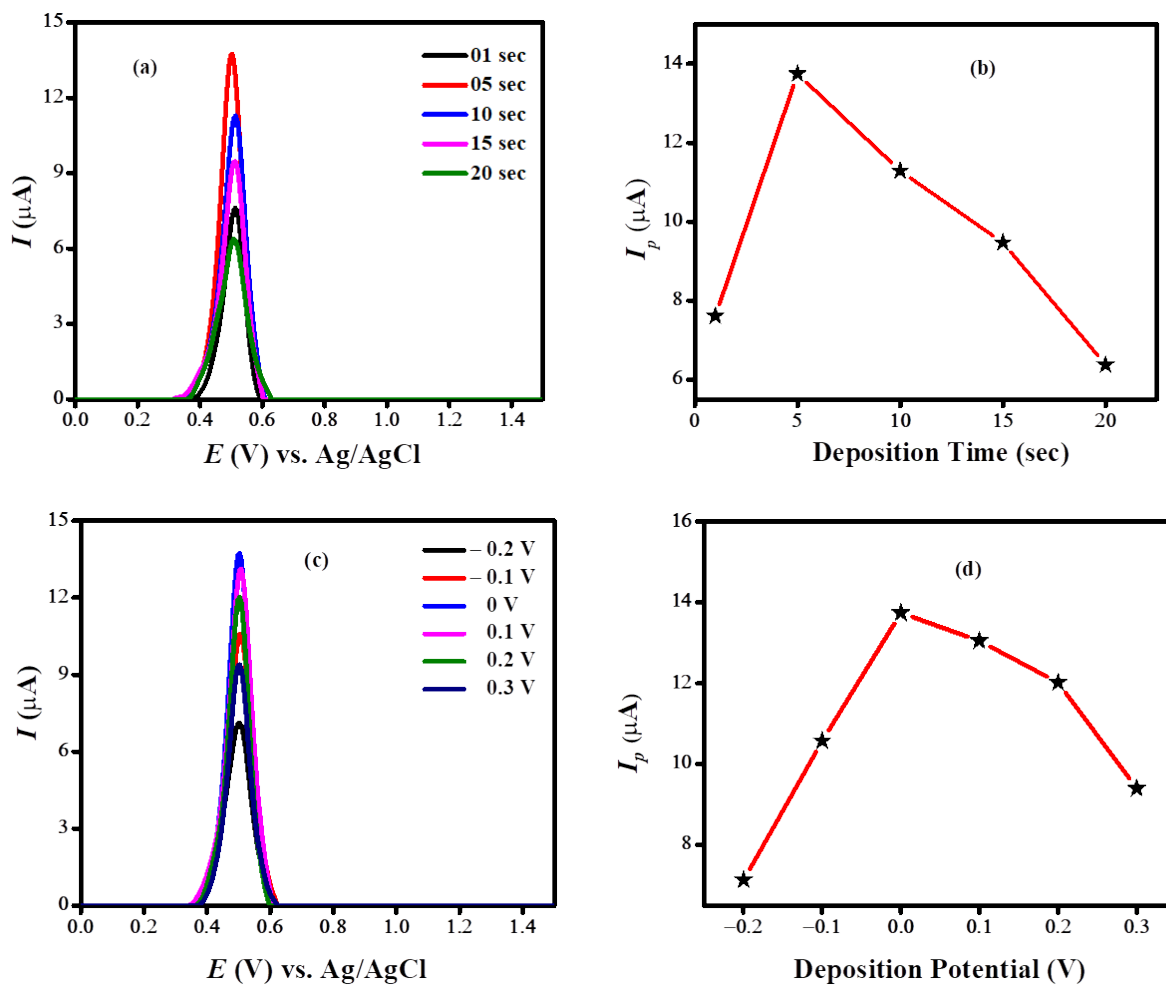 15
12
9
6
3
0
I (μA)
(a)
01 sec
05 sec
10 sec
15 sec
20 sec
0.0 0.2 0.4 0.6 0.8 1.0 1.2 1.4
E (V) vs. Ag/AgCl
14
12
10
8
6
I_p (μA)
(b)
5 10 15 20
0
Deposition Time (sec)
15
12
9
6
3
0
I (μA)
(c)
– 0.2 V
– 0.1 V
0 V
0.1 V
0.2 V
0.3 V
0.0 0.2 0.4 0.6 0.8 1.0 1.2 1.4
E (V) vs. Ag/AgCl
16
14
12
10
8
I_p (μA)
(d)
–0.2 –0.1 0.0 0.1 0.2 0.3
Deposition Potential (V)